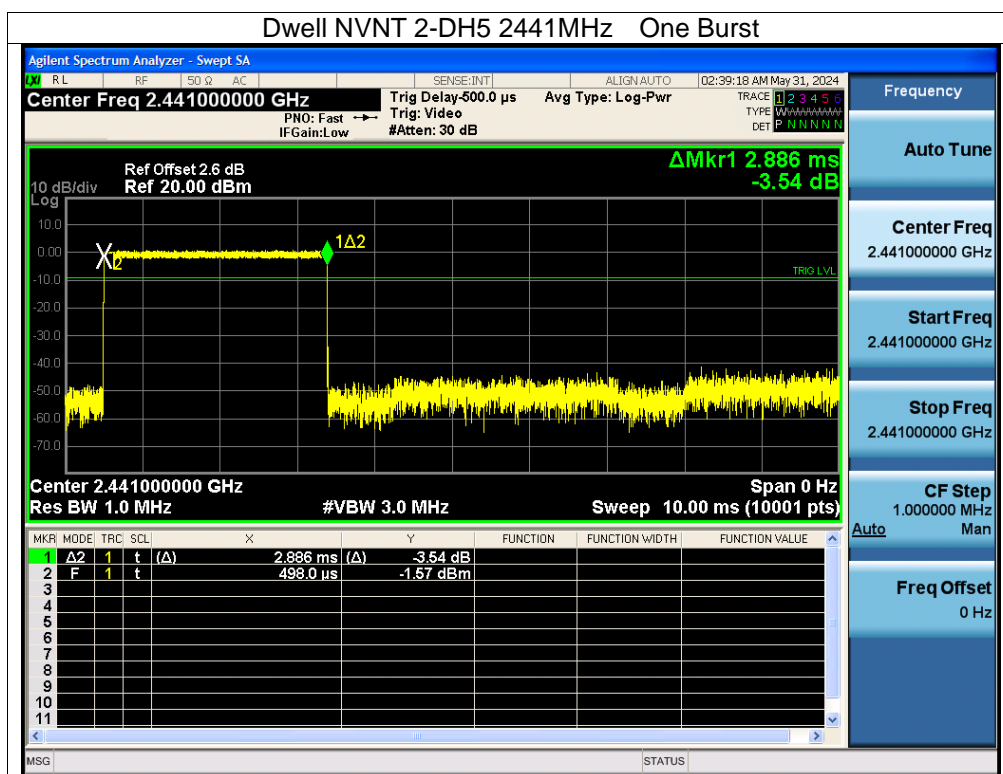 Dwell NVNT 2-DH5 2441MHz One Burst
Agilent Spectrum Analyzer - Swept SA
LXI RL RF 50 Ω AC SENSE:INT ALIGN AUTO 02:39:18 AM May 31, 2024
Center Freq 2.441000000 GHz Trig Delay-500.0 µs Avg Type: Log-Pwr TRACE 1 2 3 4 5 6
PNO: Fast Trig: Video TYPE WWWWWW
IFGain:Low #Atten: 30 dB DET P N N N N N
Frequency
Auto Tune
Center Freq
2.441000000 GHz
Start Freq
2.441000000 GHz
Stop Freq
2.441000000 GHz
CF Step
1.000000 MHz
Auto Man
Freq Offset
0 Hz
ΔMkr1 2.886 ms
-3.54 dB
Ref Offset 2.6 dB
10 dB/div Ref 20.00 dBm
Log
10.0
0.00
-10.0
-20.0
-30.0
-40.0
-50.0
-60.0
-70.0
2
1Δ2
TRIG LVL
Center 2.441000000 GHz Span 0 Hz
Res BW 1.0 MHz #VBW 3.0 MHz Sweep 10.00 ms (10001 pts)
MKR MODE TRC SCL X Y FUNCTION FUNCTION WIDTH FUNCTION VALUE
1 Δ2 1 t (Δ) 2.886 ms (Δ) -3.54 dB
2 F 1 t 498.0 µs -1.57 dBm
3
4
5
6
7
8
9
10
11
MSG STATUS